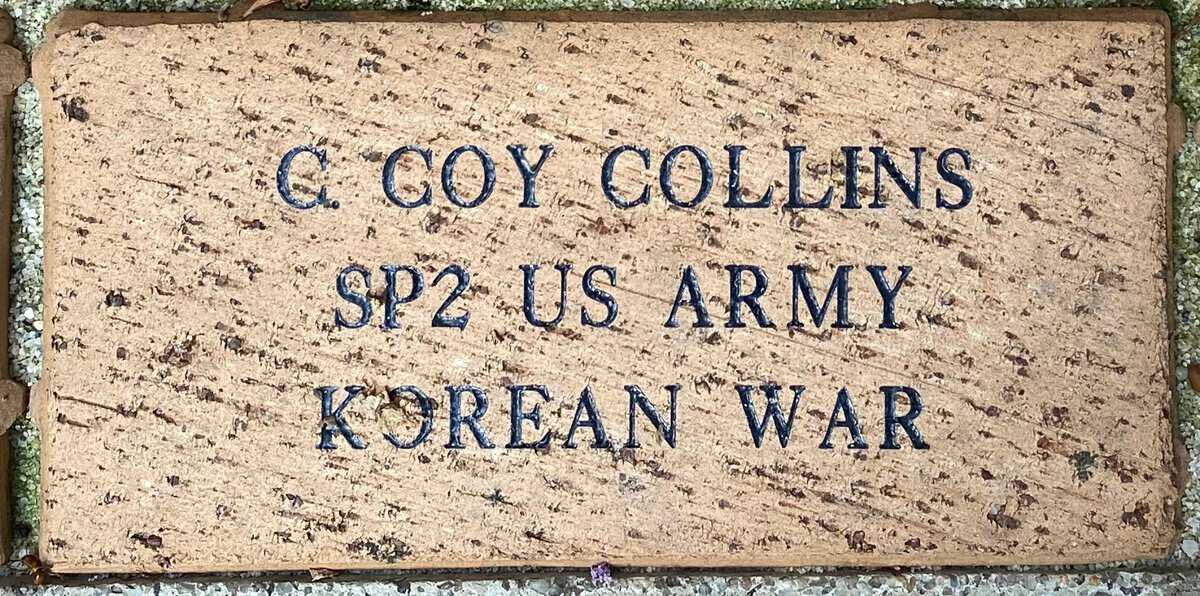 G. COY COLLINS
SP2 US ARMY
KOREAN WAR